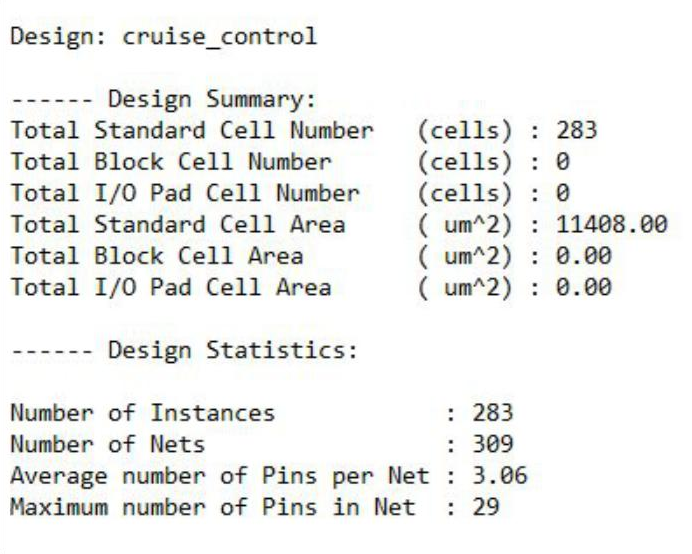 Design: cruise_control
------ Design Summary:
Total Standard Cell Number   (cells) : 283
Total Block Cell Number      (cells) : 0
Total I/O Pad Cell Number    (cells) : 0
Total Standard Cell Area     ( um^2) : 11408.00
Total Block Cell Area        ( um^2) : 0.00
Total I/O Pad Cell Area      ( um^2) : 0.00
------ Design Statistics:
Number of Instances            : 283
Number of Nets                 : 309
Average number of Pins per Net : 3.06
Maximum number of Pins in Net  : 29